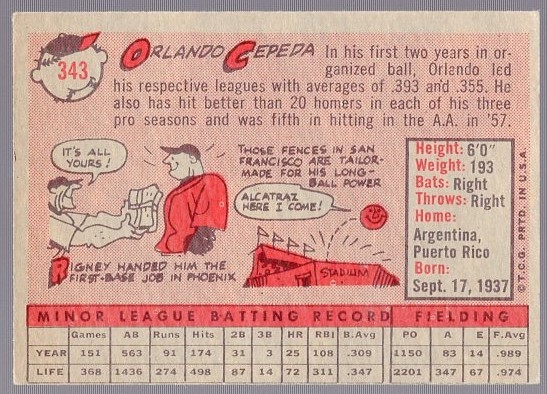 343
ORLANDO CEPEDA
In his first two years in or-
ganized ball, Orlando led
his respective leagues with averages of .393 and .355. He
also has hit better than 20 homers in each of his three
pro seasons and was fifth in hitting in the A.A. in '57.
IT'S ALL
YOURS!
RIGNEY HANDED HIM THE
FIRST-BASE JOB IN PHOENIX
THOSE FENCES IN SAN
FRANCISCO ARE TAILOR-
MADE FOR HIS LONG-
BALL POWER
ALCATRAZ
HERE I COME!
STADIUM
Height: 6'0"
Weight: 193
Bats: Right
Throws: Right
Home:
Argentina,
Puerto Rico
Born:
Sept. 17, 1937
© T.C.G. PRTD. IN U.S.A.
MINOR LEAGUE BATTING RECORD FIELDING
Games AB Runs Hits 2B 3B HR RBI B.Avg PO A E F.Avg
YEAR 151 563 91 174 31 3 25 108 .309 1150 83 14 .989
LIFE 368 1436 274 498 87 14 72 311 .347 2201 347 67 .974